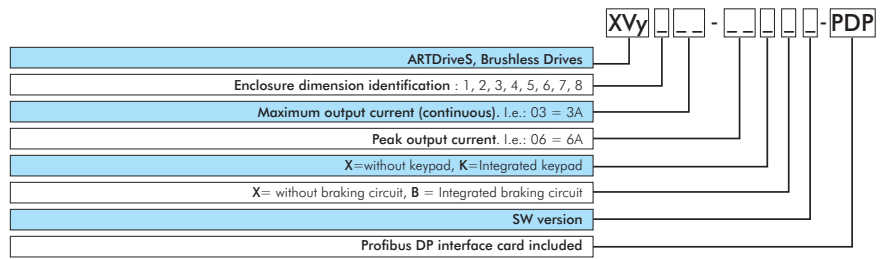 XVy _ _ _ - _ _ _ _ _ - PDP
ARTDriveS, Brushless Drives
Enclosure dimension identification : 1, 2, 3, 4, 5, 6, 7, 8
Maximum output current (continuous). I.e.: 03 = 3A
Peak output current. I.e.: 06 = 6A
X=without keypad, K=Integrated keypad
X= without braking circuit, B = Integrated braking circuit
SW version
Profibus DP interface card included